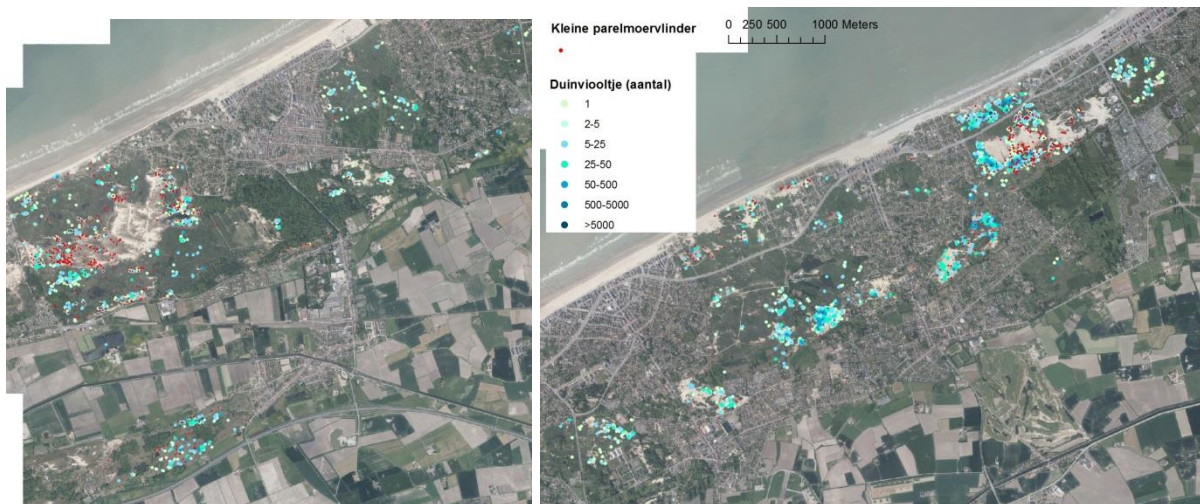 Kleine parelmoervlinder
0 250 500 1000 Meters
Duinviooltje (aantal)
1
2-5
5-25
25-50
50-500
500-5000
>5000